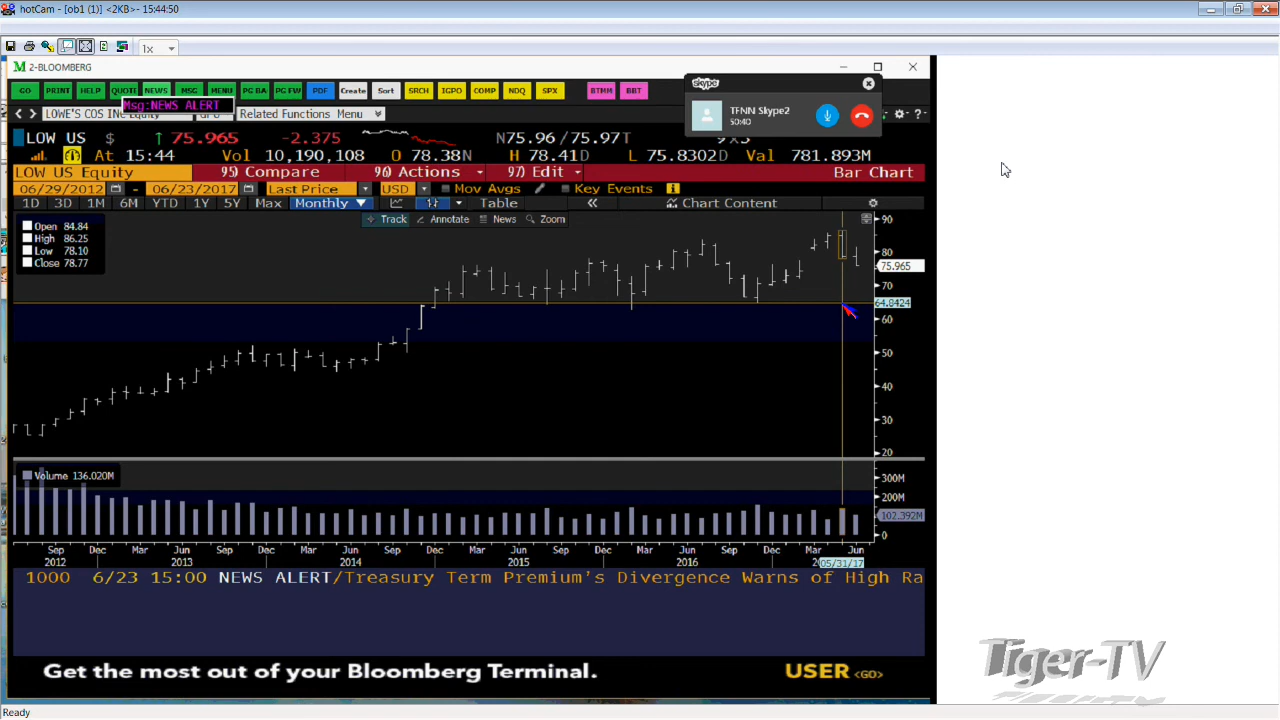 hotCam - [ob1 (1)] <2KB> - 15:44:50
1x
M 2-BLOOMBERG
GO PRINT HELP QUOTE NEWS MSG MENU PG BA PG FW PDF Create Sort SRCH IGPO COMP NDQ SPX BTMM BBT
Msg:NEWS ALERT
skype
TFNN Skype2
50:40
LOWE'S COS INC Equity Related Functions Menu
LOW US $ ↑ 75.965 -2.375 N75.96 / 75.97T
At 15:44 Vol 10,190,108 O 78.38N H 78.41D L 75.8302D Val 781.893M
LOW US Equity 95) Compare 96) Actions 97) Edit Bar Chart
06/29/2012 - 06/23/2017 Last Price USD Mov Avgs Key Events
1D 3D 1M 6M YTD 1Y 5Y Max Monthly Table Chart Content
Track Annotate News Zoom
Open 84.84
High 86.25
Low 78.10
Close 78.77
90
80
75.965
70
64.8424
60
50
40
30
20
Volume 136.020M
300M
200M
102.392M
0
Sep Dec Mar Jun Sep Dec Mar Jun Sep Dec Mar Jun Sep Dec Mar Jun Sep Dec Mar Jun
2012 2013 2014 2015 2016 05/31/17
1000 6/23 15:00 NEWS ALERT/Treasury Term Premium's Divergence Warns of High Ra
Get the most out of your Bloomberg Terminal. USER <GO>
Tiger-TV
Ready